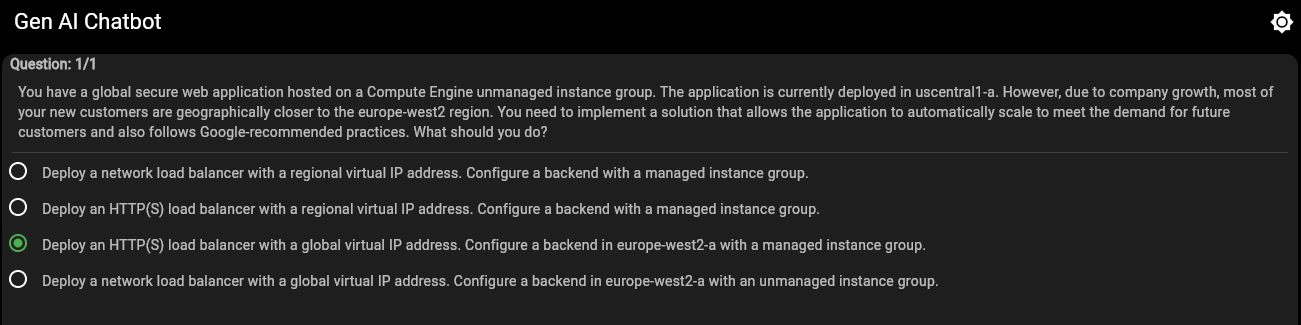 Gen AI Chatbot
Question: 1/1
You have a global secure web application hosted on a Compute Engine unmanaged instance group. The application is currently deployed in uscentral1-a. However, due to company growth, most of
your new customers are geographically closer to the europe-west2 region. You need to implement a solution that allows the application to automatically scale to meet the demand for future
customers and also follows Google-recommended practices. What should you do?
Deploy a network load balancer with a regional virtual IP address. Configure a backend with a managed instance group.
Deploy an HTTP(S) load balancer with a regional virtual IP address. Configure a backend with a managed instance group.
Deploy an HTTP(S) load balancer with a global virtual IP address. Configure a backend in europe-west2-a with a managed instance group.
Deploy a network load balancer with a global virtual IP address. Configure a backend in europe-west2-a with an unmanaged instance group.